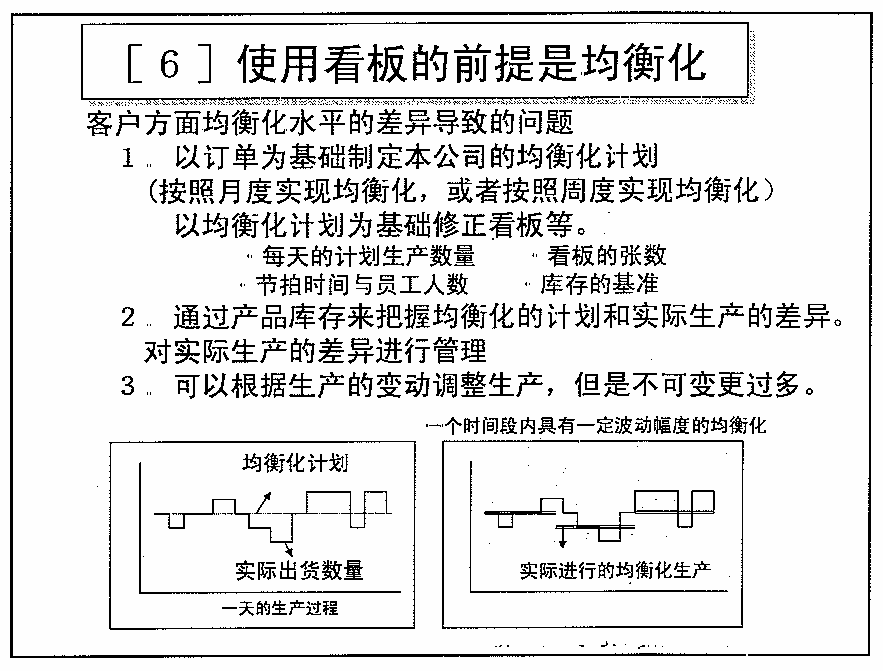 ［6］使用看板的前提是均衡化
客户方面均衡化水平的差异导致的问题
1．以订单为基础制定本公司的均衡化计划
（按照月度实现均衡化，或者按照周度实现均衡化）
以均衡化计划为基础修正看板等。
·每天的计划生产数量 ·看板的张数
·节拍时间与员工人数 ·库存的基准
2．通过产品库存来把握均衡化的计划和实际生产的差异。
对实际生产的差异进行管理
3．可以根据生产的变动调整生产，但是不可变更过多。
一个时间段内具有一定波动幅度的均衡化
均衡化计划
实际出货数量
一天的生产过程
实际进行的均衡化生产